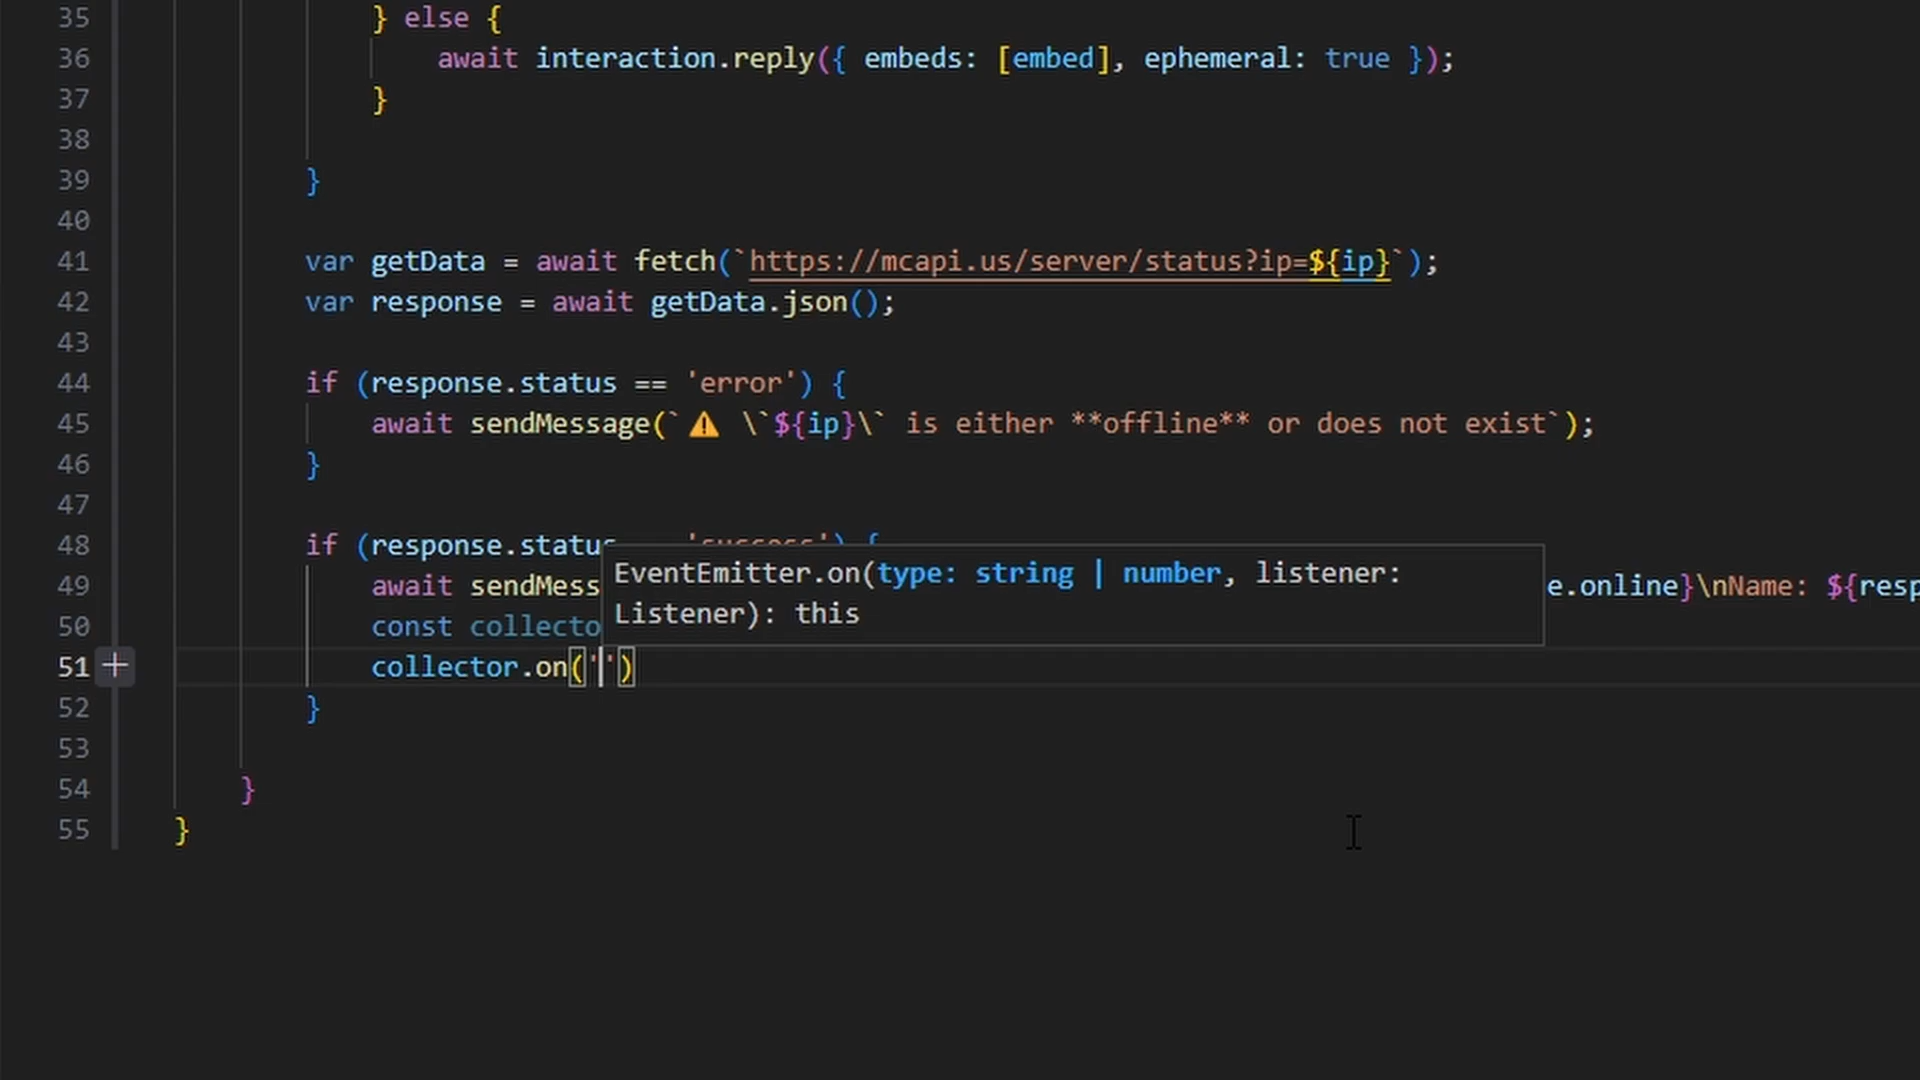 35 } else {
36 await interaction.reply({ embeds: [embed], ephemeral: true });
37 }
38
39 }
40
41 var getData = await fetch(`https://mcapi.us/server/status?ip=${ip}`);
42 var response = await getData.json();
43
44 if (response.status == 'error') {
45 await sendMessage(`⚠️ \`${ip}\` is either **offline** or does not exist`);
46 }
47
48 if (response.status 'success') {
49 await sendMess e.online}\nName: ${resp
50 const collecto
EventEmitter.on(type: string | number, listener:
Listener): this
51 collector.on('')
52 }
53
54 }
55 }